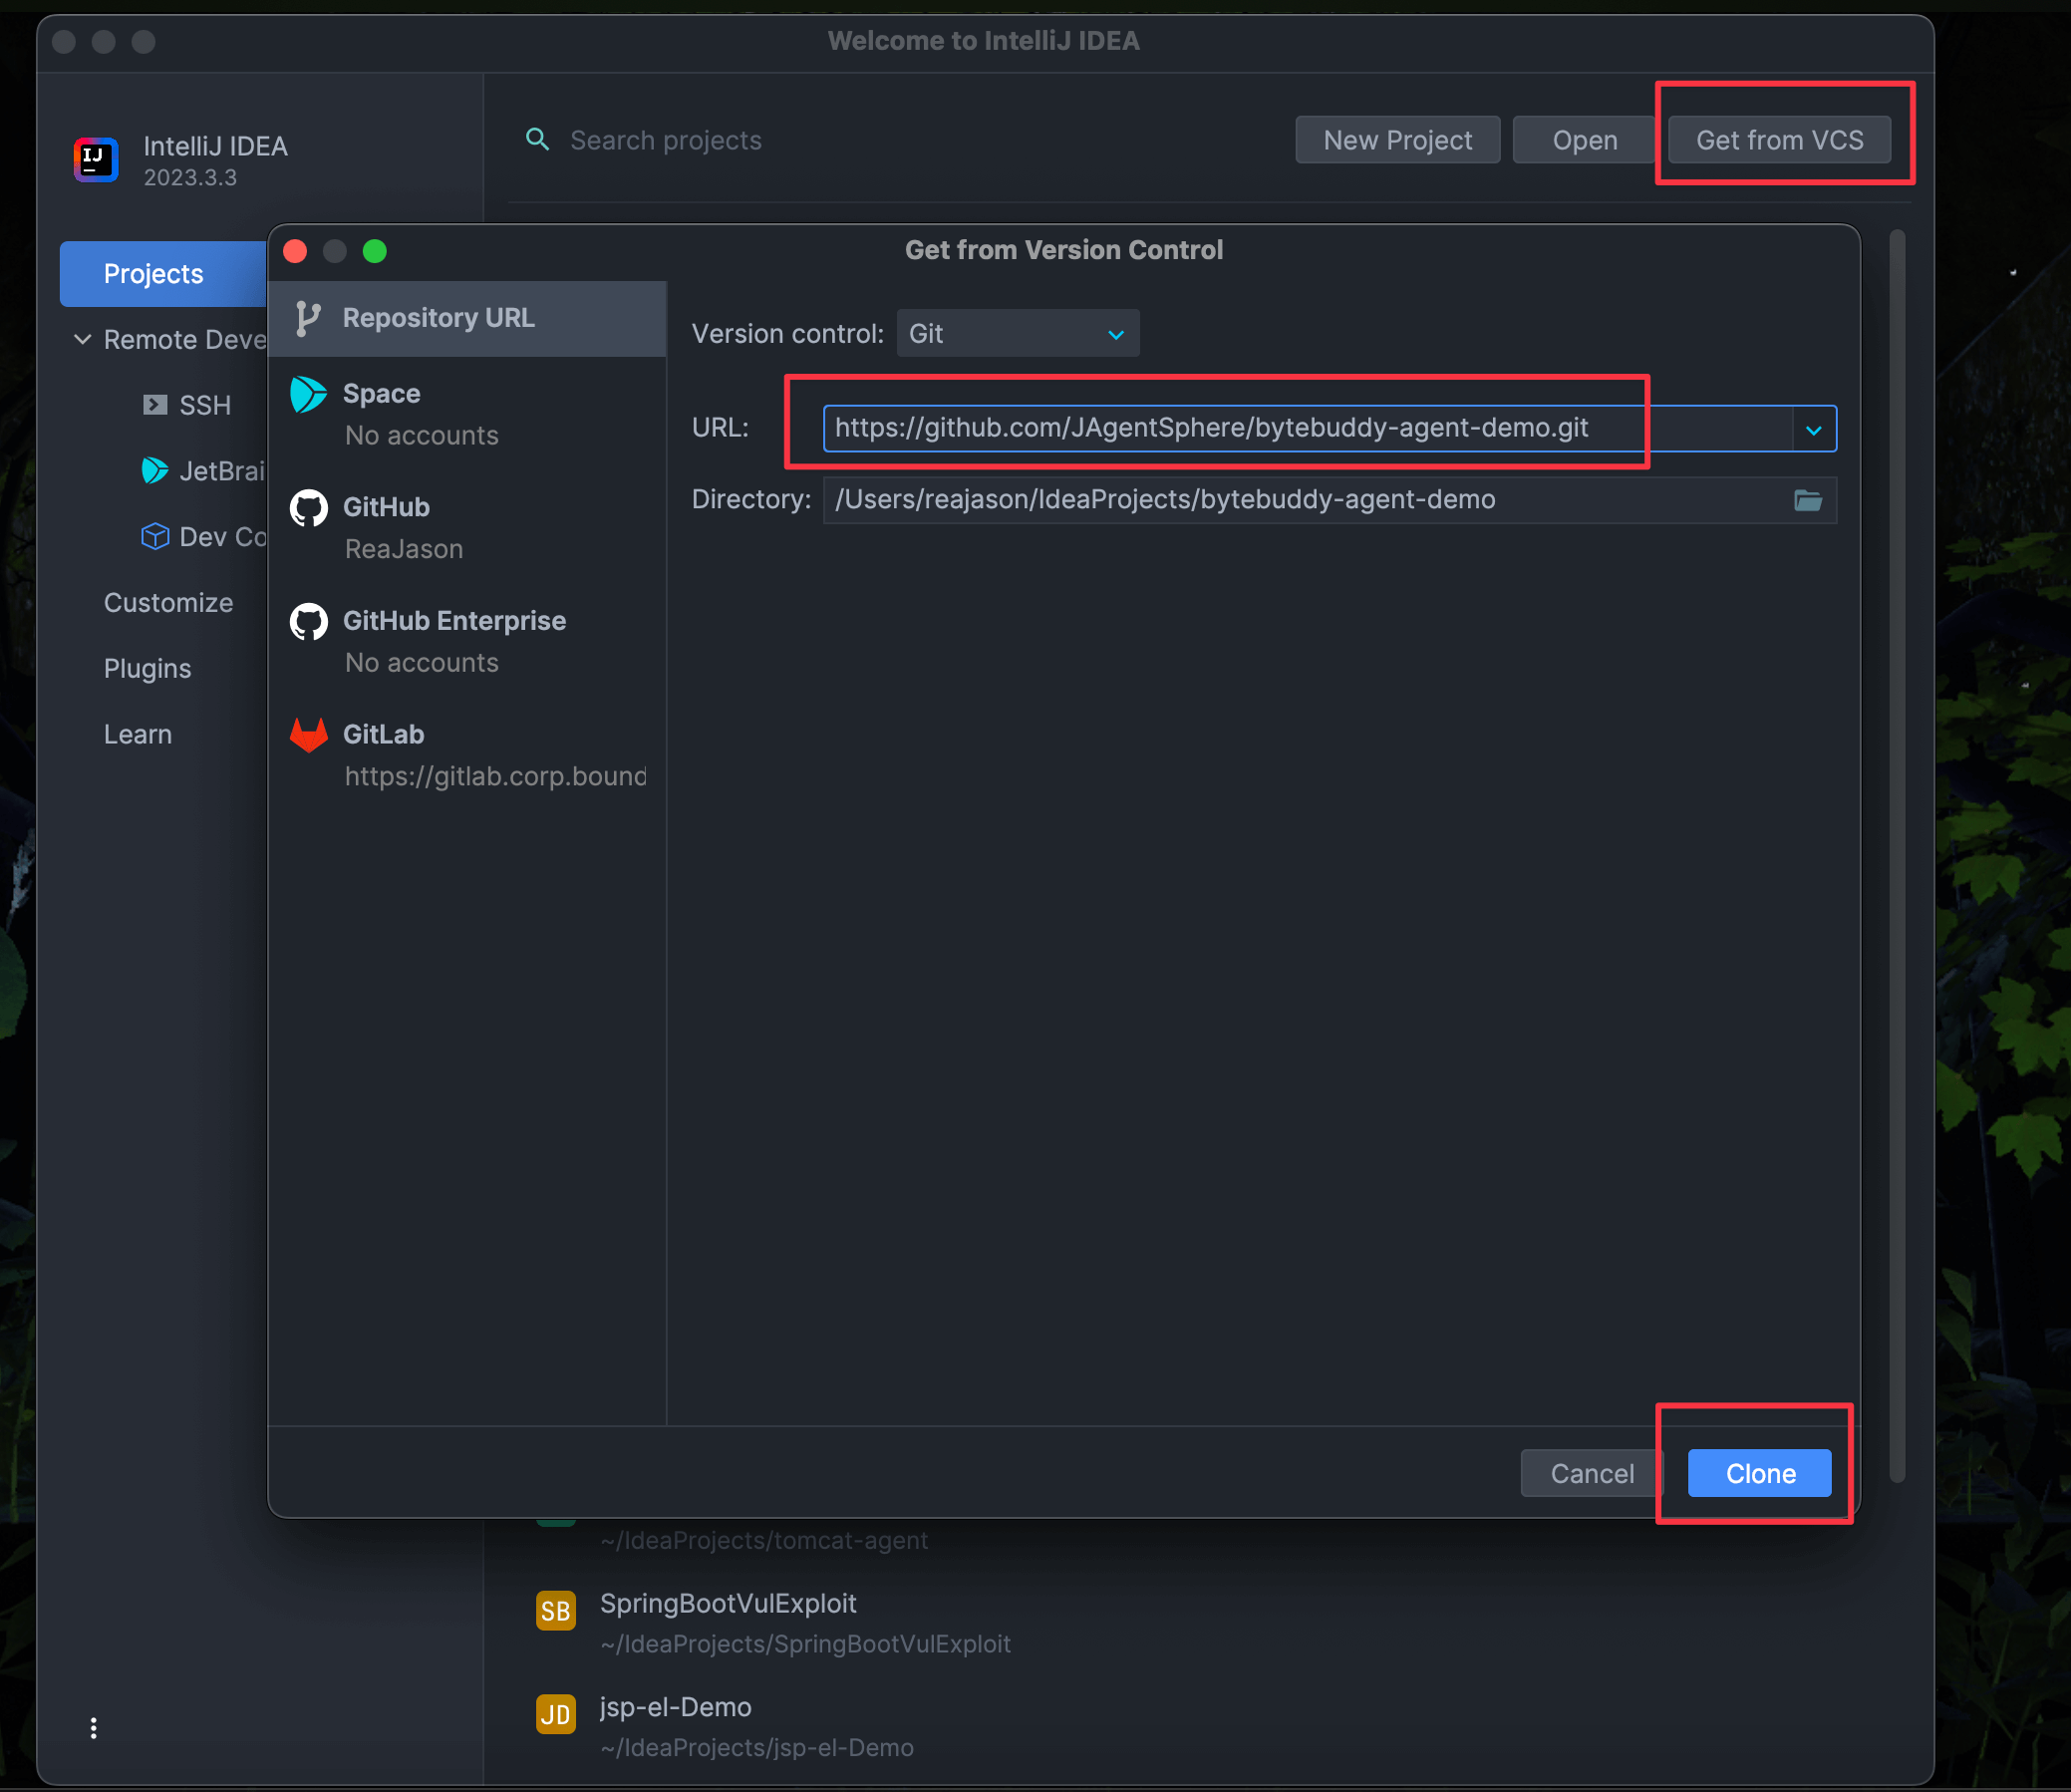 Welcome to IntelliJ IDEA
IJ
IntelliJ IDEA
2023.3.3
Search projects
New Project
Open
Get from VCS
Projects
Remote Deve
SSH
JetBrai
Dev Co
Customize
Plugins
Learn
Get from Version Control
Repository URL
Space
No accounts
GitHub
ReaJason
GitHub Enterprise
No accounts
GitLab
https://gitlab.corp.bound
Version control: Git
URL: https://github.com/JAgentSphere/bytebuddy-agent-demo.git
Directory: /Users/reajason/IdeaProjects/bytebuddy-agent-demo
Cancel
Clone
~/IdeaProjects/tomcat-agent
SB SpringBootVulExploit
~/IdeaProjects/SpringBootVulExploit
JD jsp-el-Demo
~/IdeaProjects/jsp-el-Demo